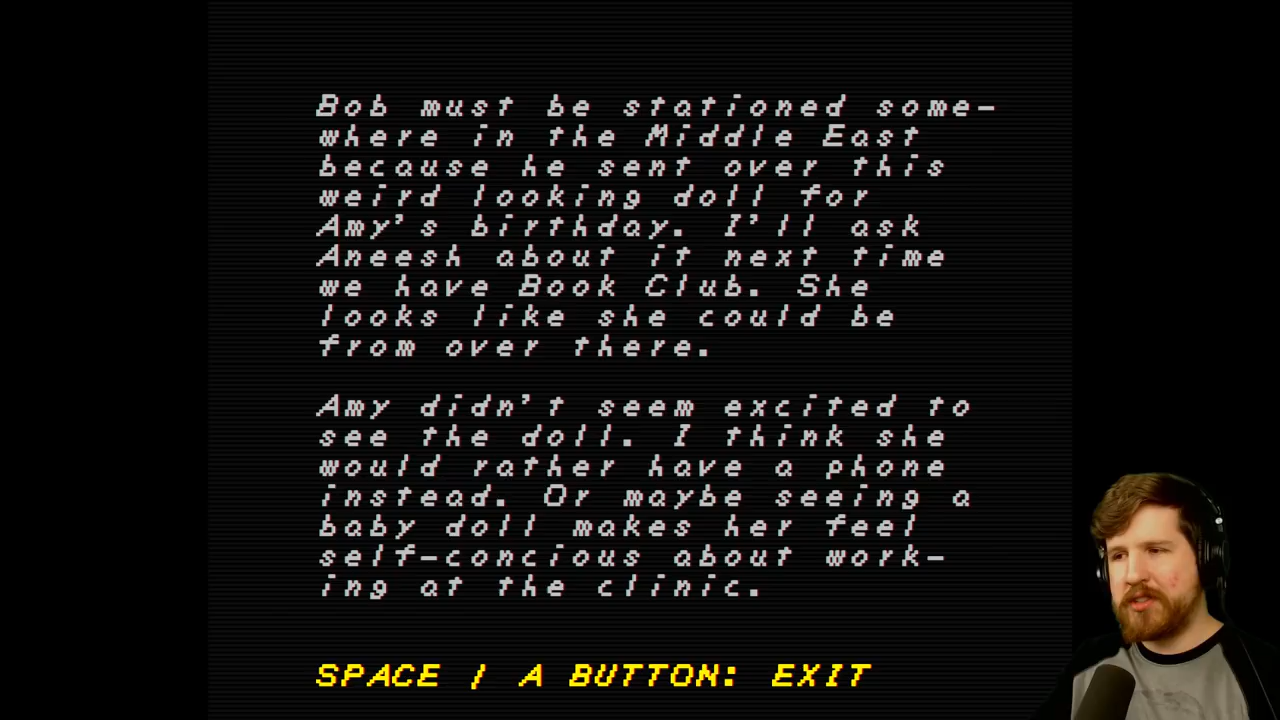 Bob must be stationed some-
where in the Middle East
because he sent over this
weird looking doll for
Amy's birthday. I'll ask
Aneesh about it next time
we have Book Club. She
looks like she could be
from over there.
Amy didn't seem excited to
see the doll. I think she
would rather have a phone
instead. Or maybe seeing a
baby doll makes her feel
self-concious about work-
ing at the clinic.
SPACE / A BUTTON: EXIT